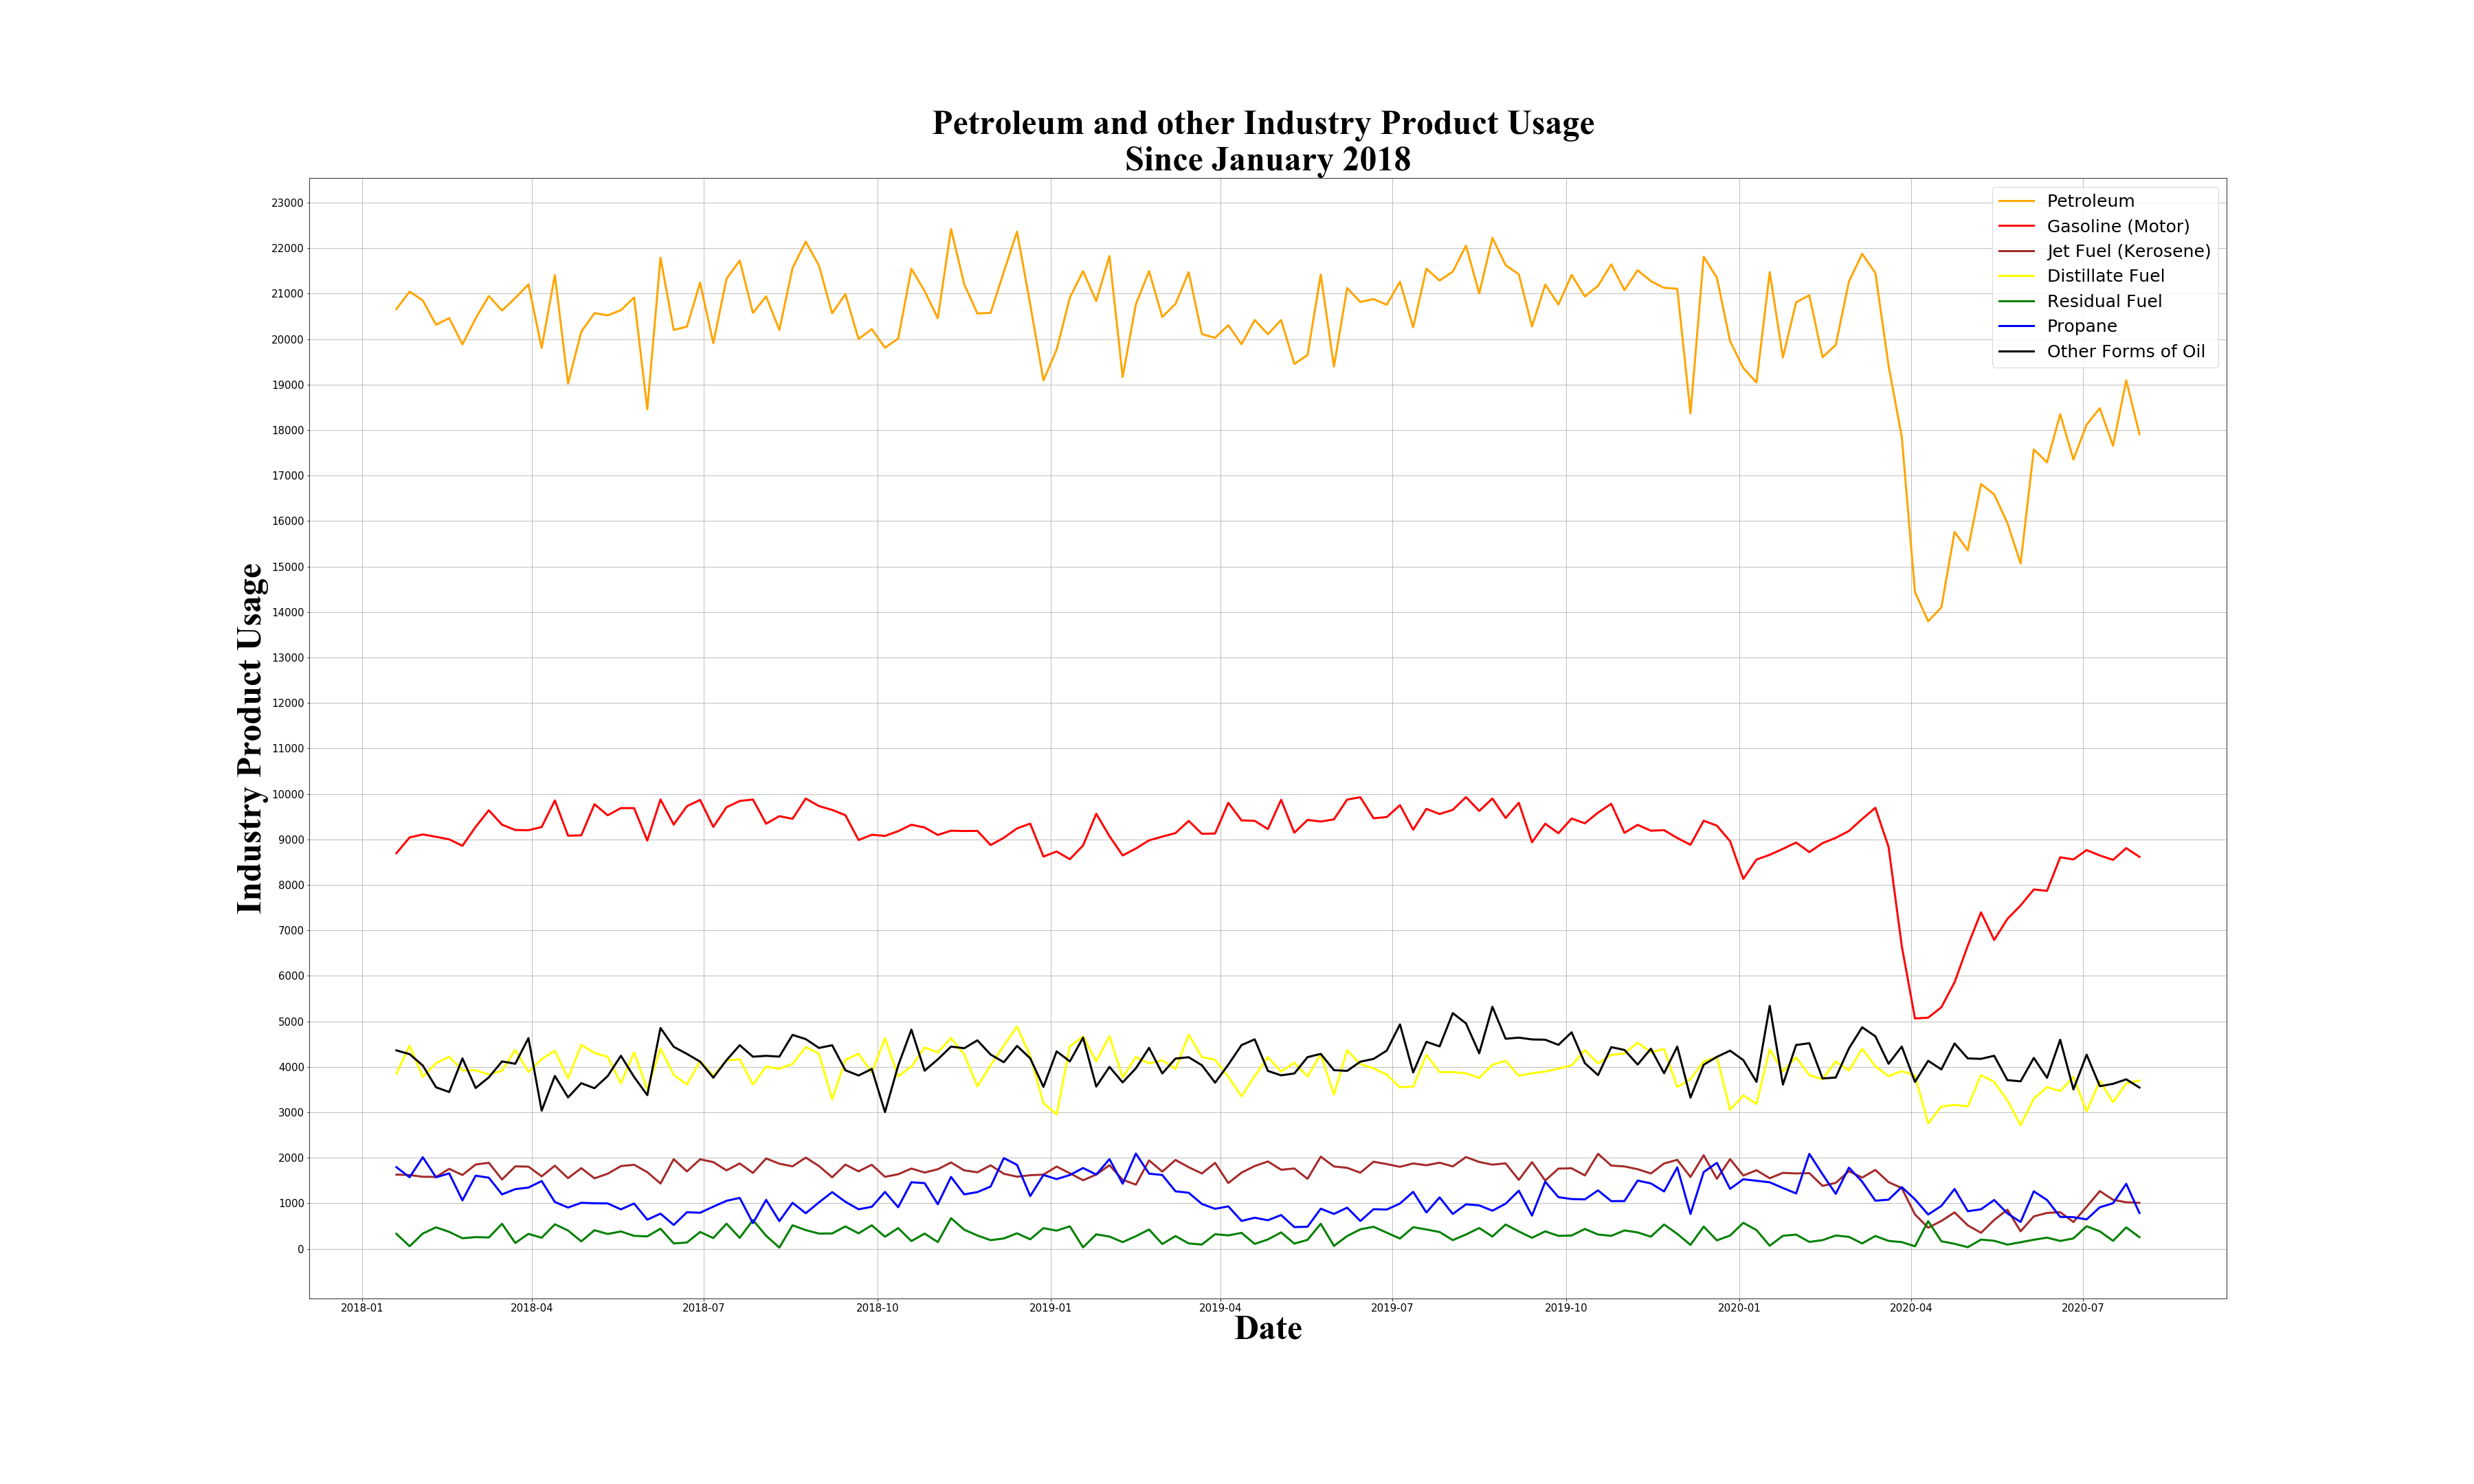 Petroleum and other Industry Product Usage
Since January 2018
Industry Product Usage
23000
22000
21000
20000
19000
18000
17000
16000
15000
14000
13000
12000
11000
10000
9000
8000
7000
6000
5000
4000
3000
2000
1000
0
Petroleum
Gasoline (Motor)
Jet Fuel (Kerosene)
Distillate Fuel
Residual Fuel
Propane
Other Forms of Oil
2018-01 2018-04 2018-07 2018-10 2019-01 2019-04 2019-07 2019-10 2020-01 2020-04 2020-07
Date